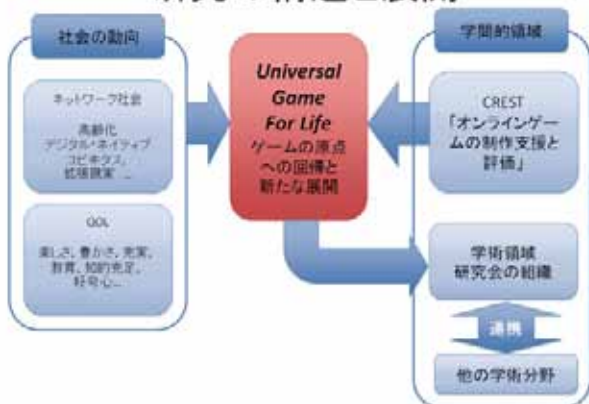 社会の動向
ネットワーク社会
高齢化
デジタル・ネイティブ
ユビキタス,
拡張現実 …
QOL
楽しさ, 豊かさ, 充実,
教育, 知的充足,
好奇心…
Universal
Game
For Life
ゲームの原点
への回帰と
新たな展開
学問的領域
CREST
「オンラインゲー
ムの制作支援と
評価」
学術領域
研究会の組織
連携
他の学術分野